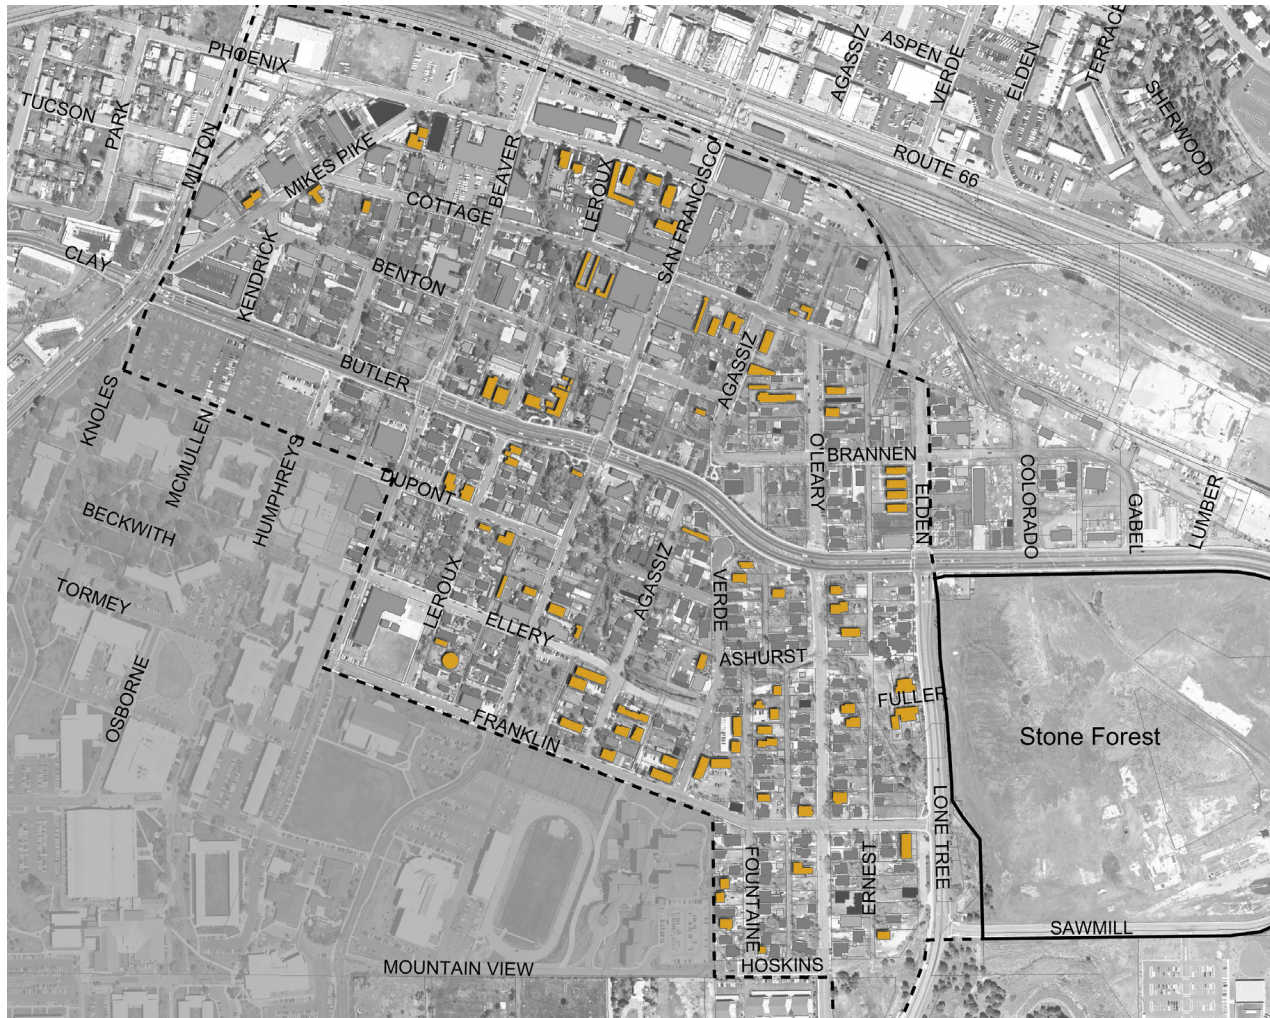 PHOENIX
TUCSON
PARK
MILTON
MIKES PIKE
CLAY
KENDRICK
COTTAGE
BEAVER
LEROUX
SAN FRANCISCO
AGASSIZ
ASPEN
VERDE
ELDEN
TERRACE
SHERWOOD
ROUTE 66
BENTON
BUTLER
KNOLES
MCMULLEN
HUMPHREYS
BECKWITH
TORMEY
OSBORNE
DUPONT
LEROUX
ELLERY
AGASSIZ
AGASSIZ
VERDE
O'LEARY
BRANNEN
ELDEN
COLORADO
GABEL
LUMBER
ASHURST
FULLER
FRANKLIN
Stone Forest
LONE TREE
FOUNTAINE
ERNEST
SAWMILL
HOSKINS
MOUNTAIN VIEW